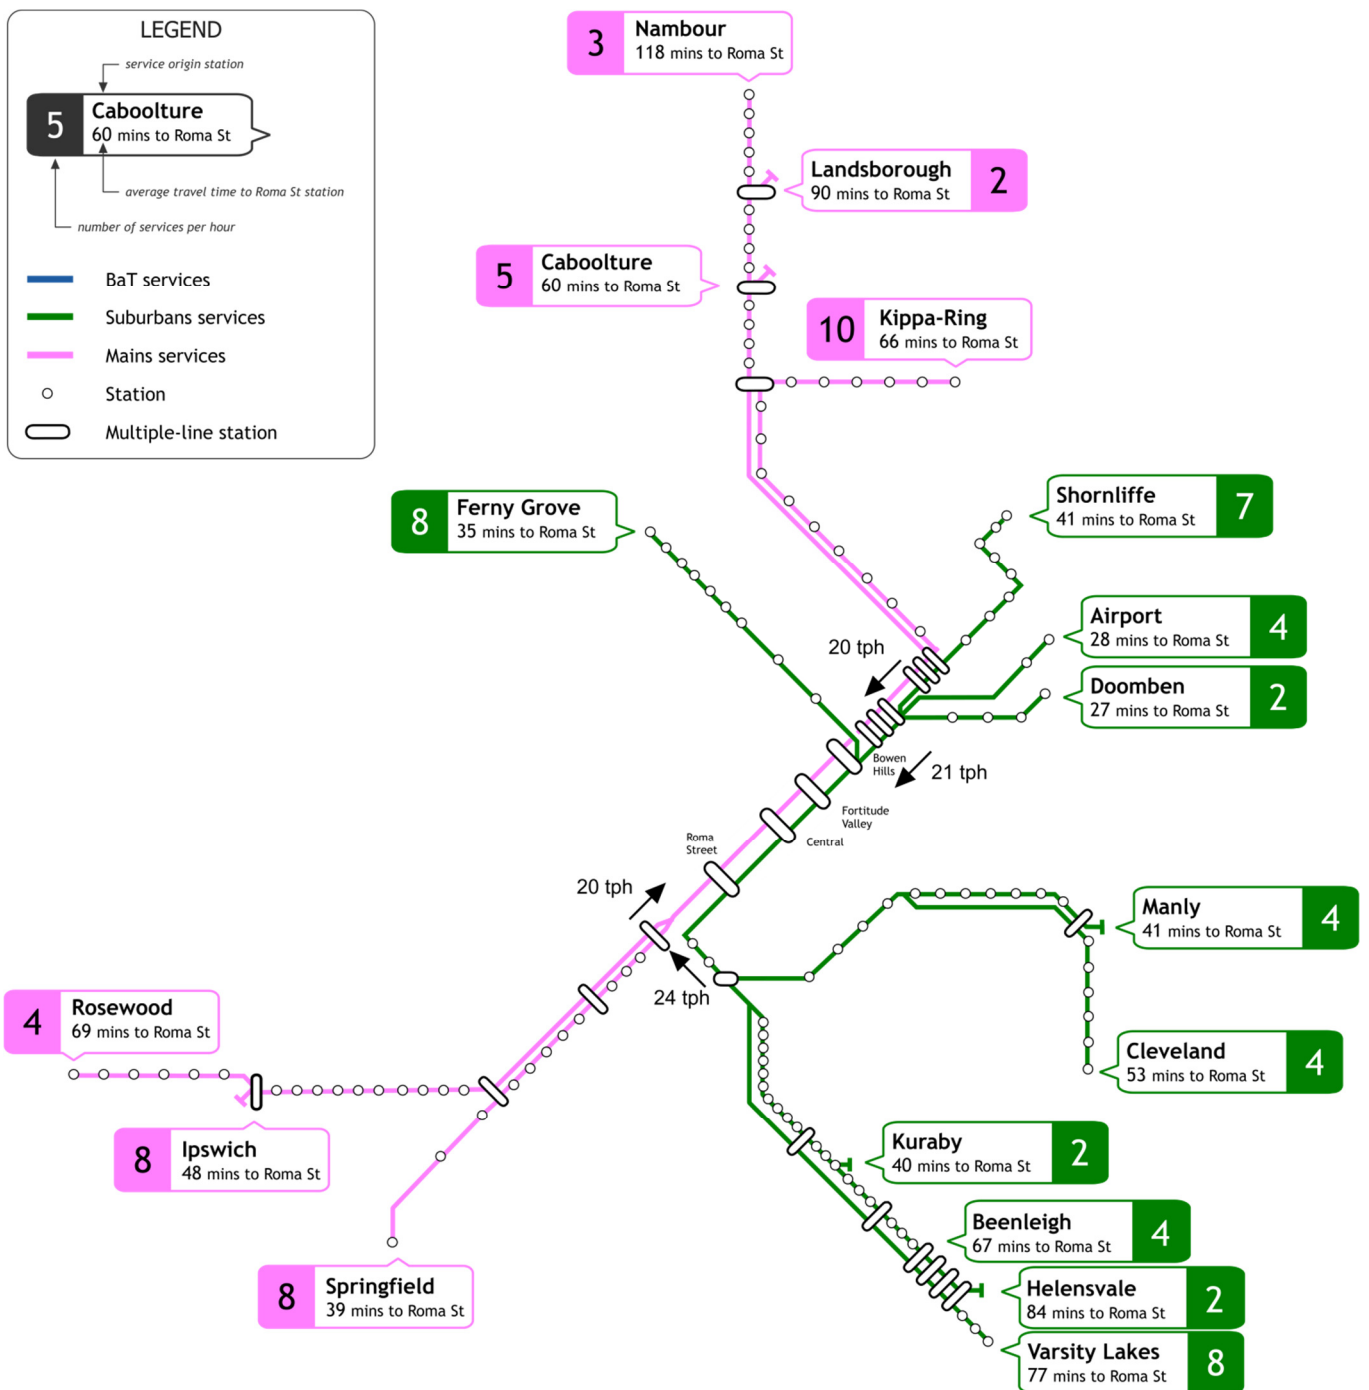 LEGEND
service origin station
5
Caboolture
60 mins to Roma St
average travel time to Roma St station
number of services per hour
BaT services
Suburbans services
Mains services
Station
Multiple-line station
3
Nambour
118 mins to Roma St
Landsborough
90 mins to Roma St
2
5
Caboolture
60 mins to Roma St
10
Kippa-Ring
66 mins to Roma St
8
Ferny Grove
35 mins to Roma St
Shornliffe
41 mins to Roma St
7
Airport
28 mins to Roma St
4
Doomben
27 mins to Roma St
2
20 tph
Bowen
Hills
21 tph
Fortitude
Valley
Central
Roma
Street
20 tph
24 tph
Manly
41 mins to Roma St
4
Cleveland
53 mins to Roma St
4
4
Rosewood
69 mins to Roma St
8
Ipswich
48 mins to Roma St
8
Springfield
39 mins to Roma St
Kuraby
40 mins to Roma St
2
Beenleigh
67 mins to Roma St
4
Helensvale
84 mins to Roma St
2
Varsity Lakes
77 mins to Roma St
8